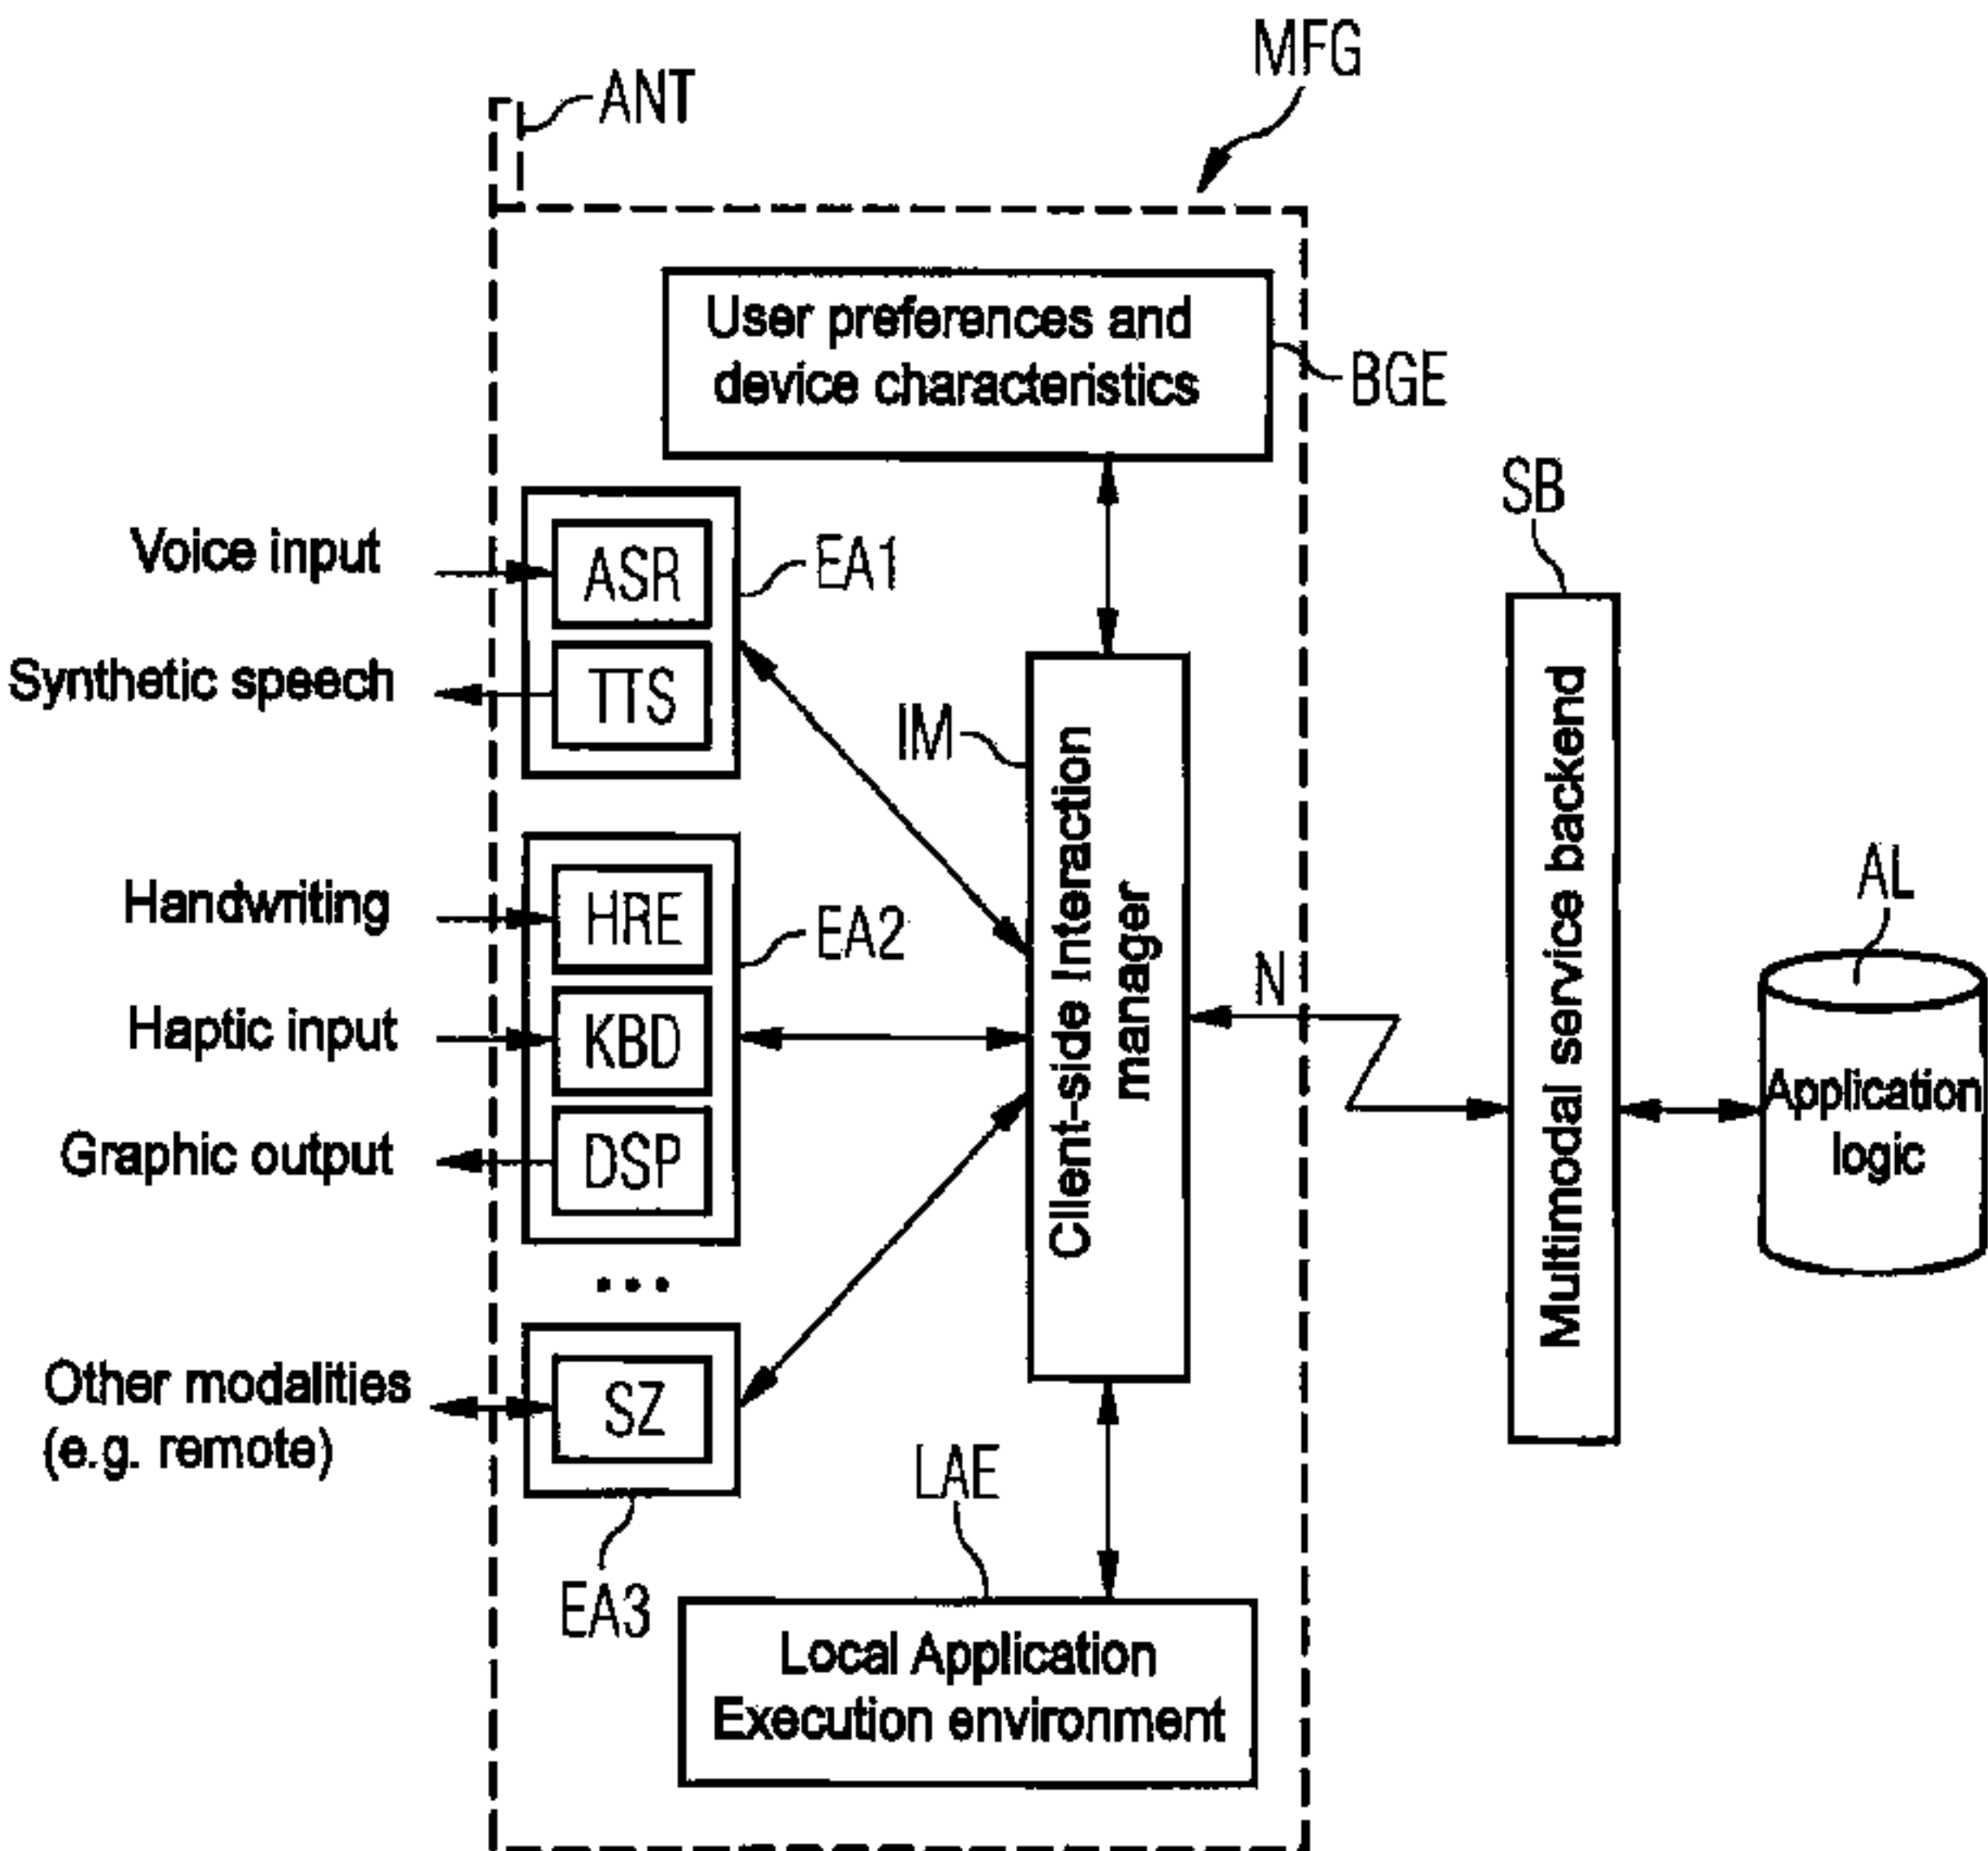 MFG
ANT
User preferences and
device characteristics
BGE
SB
Voice input
ASR
EA1
Synthetic speech
TTS
IM
Client-side Interaction
manager
Multimodal service backend
AL
Handwriting
HRE
EA2
N
Haptic input
KBD
Application
logic
Graphic output
DSP
...
Other modalities
(e.g. remote)
SZ
LAE
EA3
Local Application
Execution environment